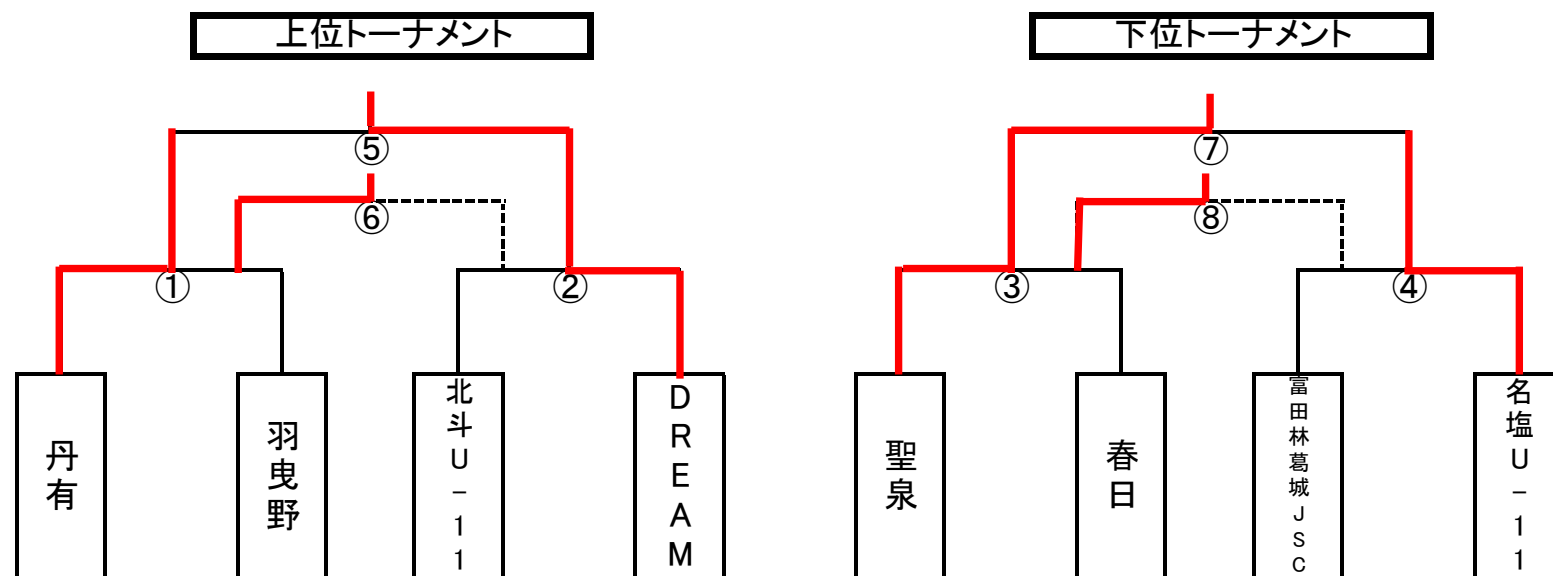 上位トーナメント
下位トーナメント
⑤
⑦
⑥
⑧
①
②
③
④
丹有
羽曳野
北斗U-11
DREAM
聖泉
春日
富田林葛城JSC
名塩U-11